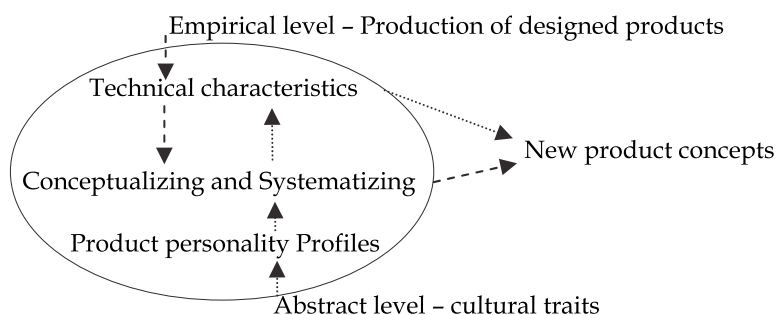 Empirical level – Production of designed products
Technical characteristics
New product concepts
Conceptualizing and Systematizing
Product personality Profiles
Abstract level – cultural traits